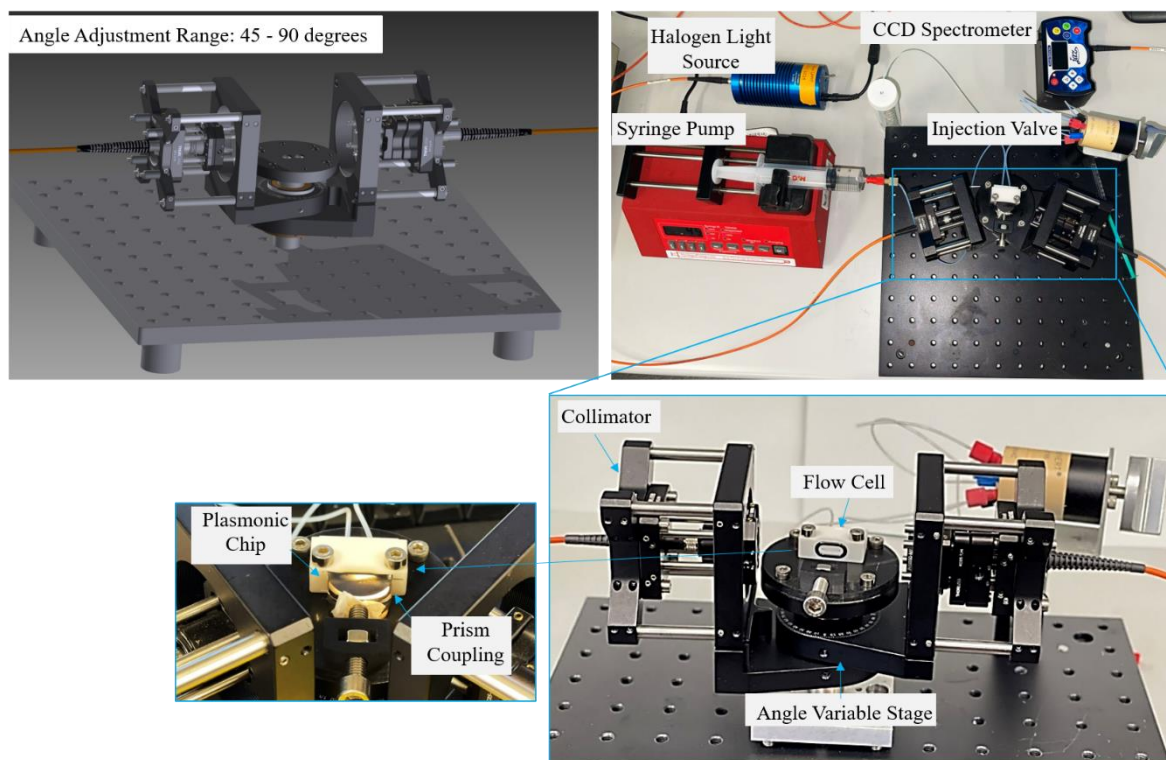 Angle Adjustment Range: 45 - 90 degrees
Halogen Light
Source
CCD Spectrometer
Syringe Pump
Injection Valve
Collimator
Flow Cell
Plasmonic
Chip
Prism
Coupling
Angle Variable Stage